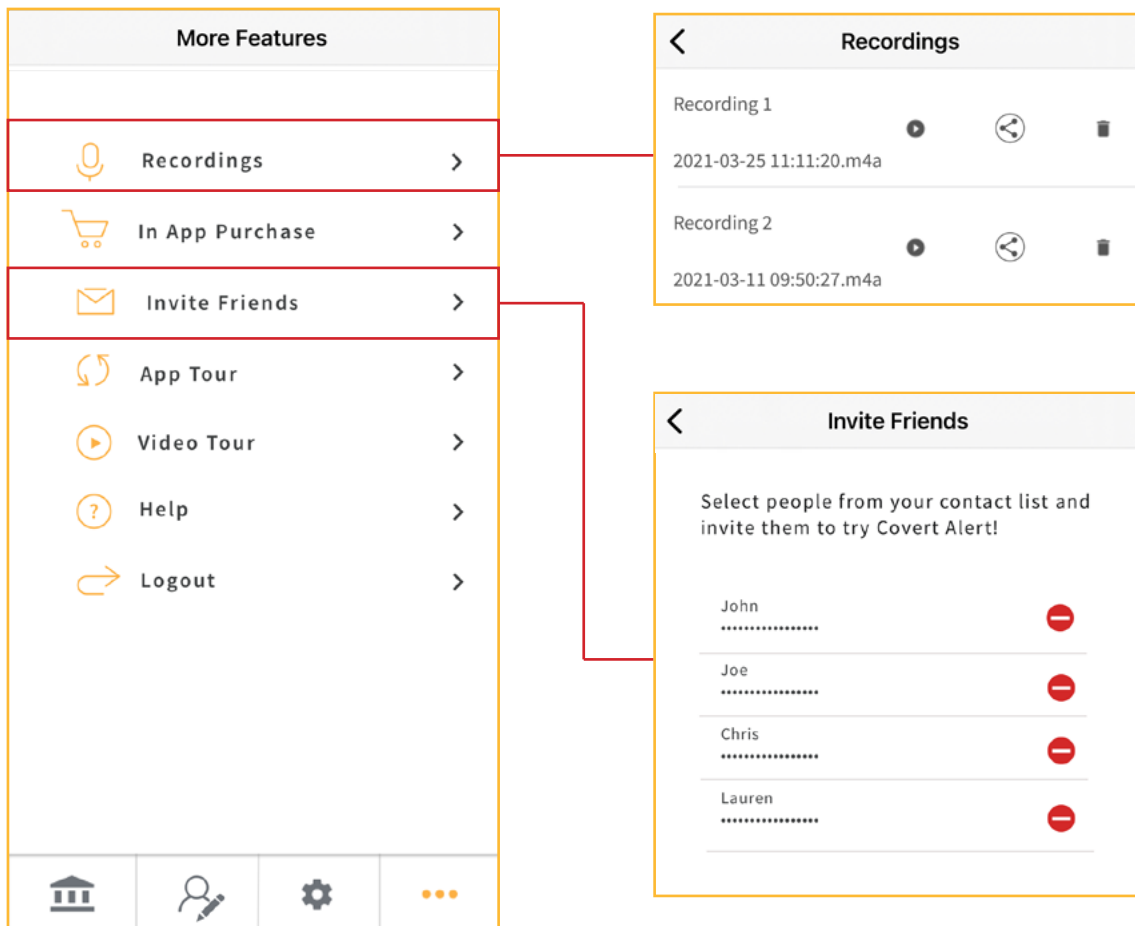 More Features
Recordings
In App Purchase
Invite Friends
App Tour
Video Tour
?
Help
Logout
Recordings
Recording 1
2021-03-25 11:11:20.m4a
Recording 2
2021-03-11 09:50:27.m4a
Invite Friends
Select people from your contact list and
invite them to try Covert Alert!
John
•••••••••••••••••
Joe
•••••••••••••••••
Chris
•••••••••••••••••
Lauren
•••••••••••••••••